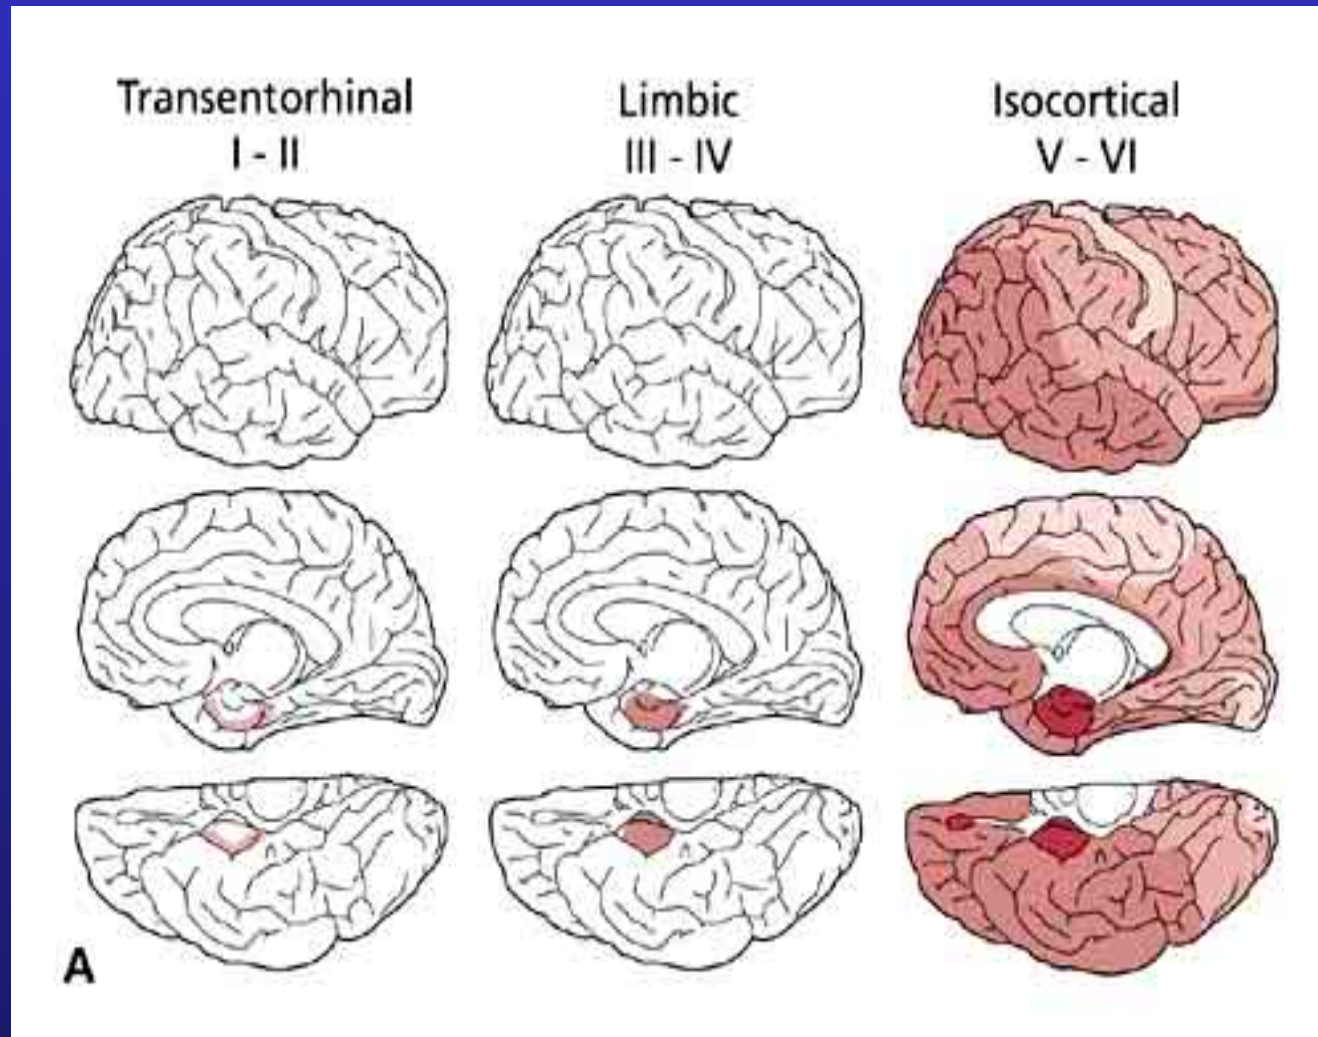 Transentorhinal
I - II
Limbic
III - IV
Isocortical
V - VI
A